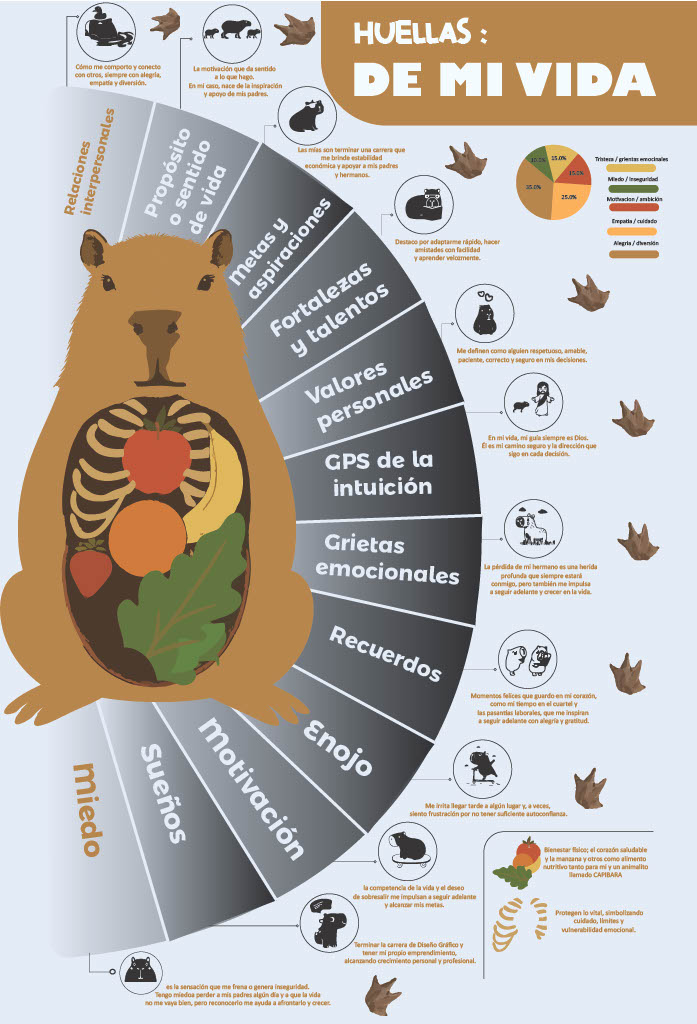 HUELLAS :
DE MI VIDA
Cómo me comporto y conecto
con otros, siempre con alegría,
empatía y diversión.
La motivación que da sentido
a lo que hago.
En mi caso, nace de la inspiración
y apoyo de mis padres.
Las mías son terminar una carrera que
me brinde estabilidad
económica y apoyar a mis padres
y hermanos.
Relaciones
interpersonales
Propósito
o sentido
de vida
Metas y
aspiraciones
Fortalezas
y talentos
Valores
personales
GPS de la
intuición
Grietas
emocionales
Recuerdos
Enojo
Motivación
Sueños
Miedo
10.0%
15.0%
15.0%
25.0%
35.0%
Tristeza / grientas emocinales
Miedo / inseguridad
Motivacion / ambición
Empatia / cuidado
Alegria / diversión
Destaco por adaptarme rápido, hacer
amistades con facilidad
y aprender velozmente.
Me definen como alguien respetuoso, amable,
paciente, correcto y seguro en mis decisiones.
En mi vida, mi guía siempre es Dios.
Él es mi camino seguro y la dirección que
sigo en cada decisión.
La pérdida de mi hermano es una herida
profunda que siempre estará
conmigo, pero también me impulsa
a seguir adelante y crecer en la vida.
Momentos felices que guardo en mi corazón,
como mi tiempo en el cuartel y
las pasantías laborales, que me inspiran
a seguir adelante con alegría y gratitud.
Me irrita llegar tarde a algún lugar y, a veces,
siento frustración por no tener suficiente autoconfianza.
la competencia de la vida y el deseo
de sobresalir me impulsan a seguir adelante
y alcanzar mis metas.
Terminar la carrera de Diseño Gráfico y
tener mi propio emprendimiento,
alcanzando crecimiento personal y profesional.
es la sensación que me frena o genera inseguridad.
Tengo miedoa perder a mis padres algún día y a que la vida
no me vaya bien, pero reconocerlo me ayuda a afrontarlo y crecer.
Bienestar físico; el corazón saludable
y la manzana y otros como alimento
nutritivo tanto para mi y un animalito
llamado CAPIBARA
Protegen lo vital, simbolizando
cuidado, límites y
vulnerabilidad emocional.